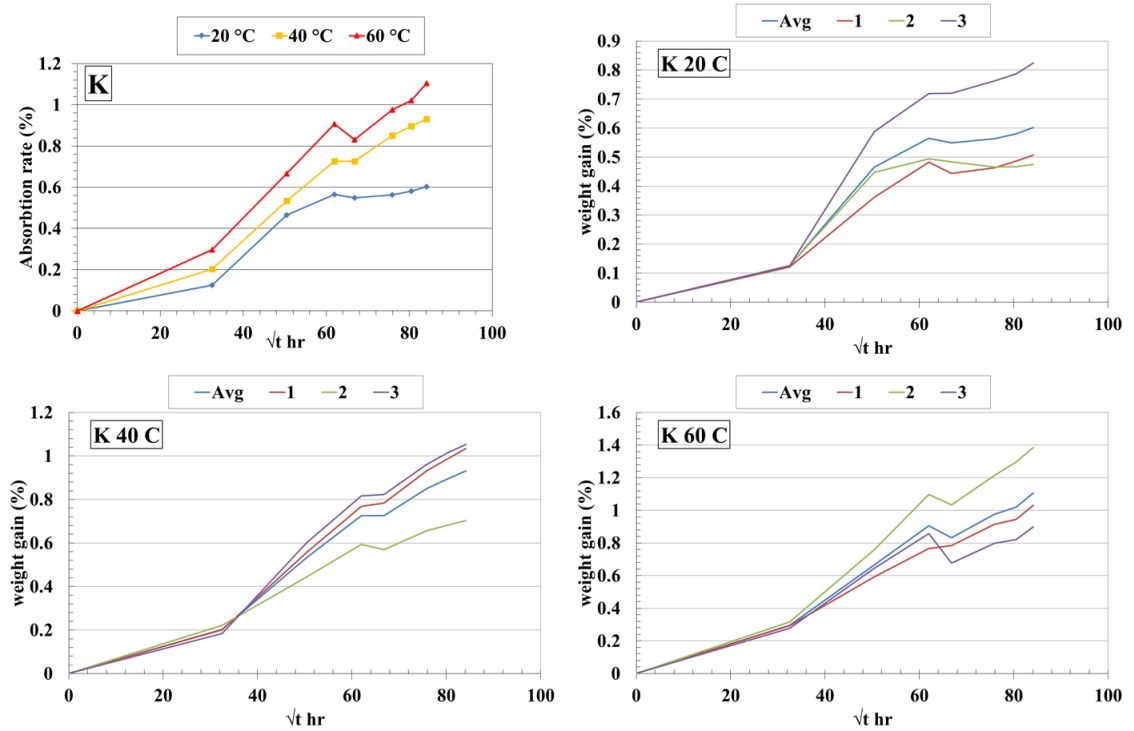 20 °C 40 °C 60 °C
K
Absorbtion rate (%)
1.2
1
0.8
0.6
0.4
0.2
0
0 20 40 60 80 100
√t hr
Avg 1 2 3
K 20 C
weight gain (%)
0.9
0.8
0.7
0.6
0.5
0.4
0.3
0.2
0.1
0
0 20 40 60 80 100
√t hr
Avg 1 2 3
K 40 C
weight gain (%)
1.2
1
0.8
0.6
0.4
0.2
0
0 20 40 60 80 100
√t hr
Avg 1 2 3
K 60 C
weight gain (%)
1.6
1.4
1.2
1
0.8
0.6
0.4
0.2
0
0 20 40 60 80 100
√t hr